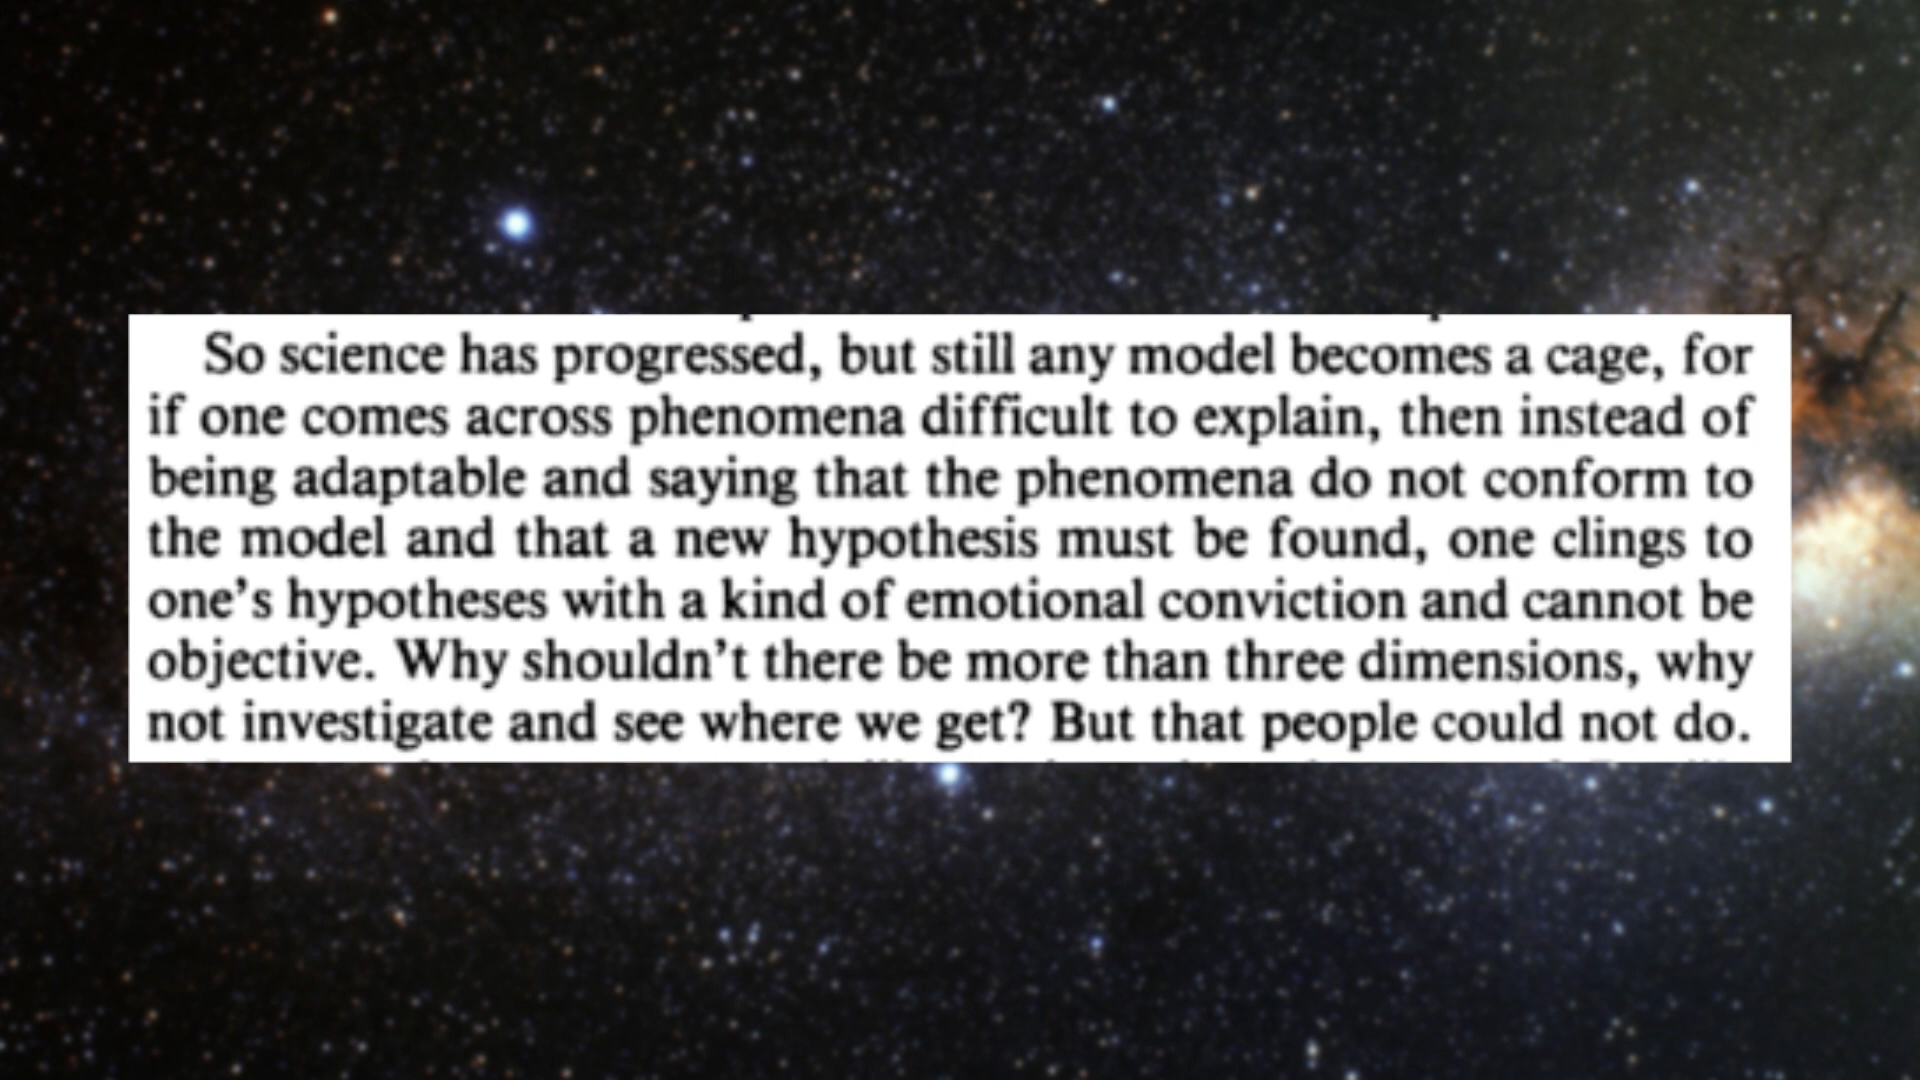 So science has progressed, but still any model becomes a cage, for
if one comes across phenomena difficult to explain, then instead of
being adaptable and saying that the phenomena do not conform to
the model and that a new hypothesis must be found, one clings to
one's hypotheses with a kind of emotional conviction and cannot be
objective. Why shouldn't there be more than three dimensions, why
not investigate and see where we get? But that people could not do.